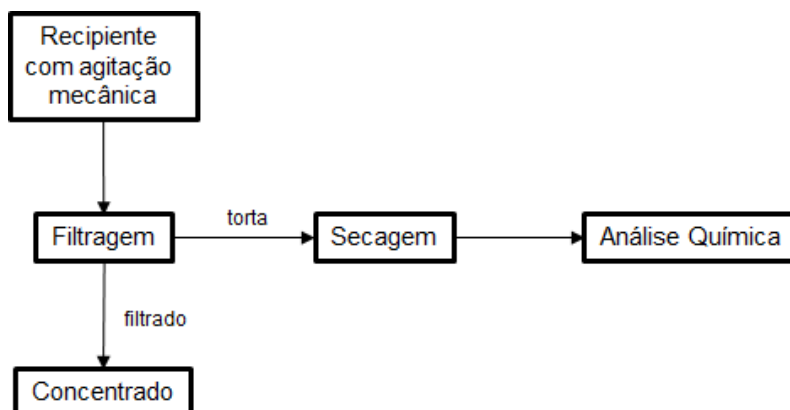 Recipiente
com agitação
mecânica
Filtragem
torta
Secagem
Análise Química
filtrado
Concentrado